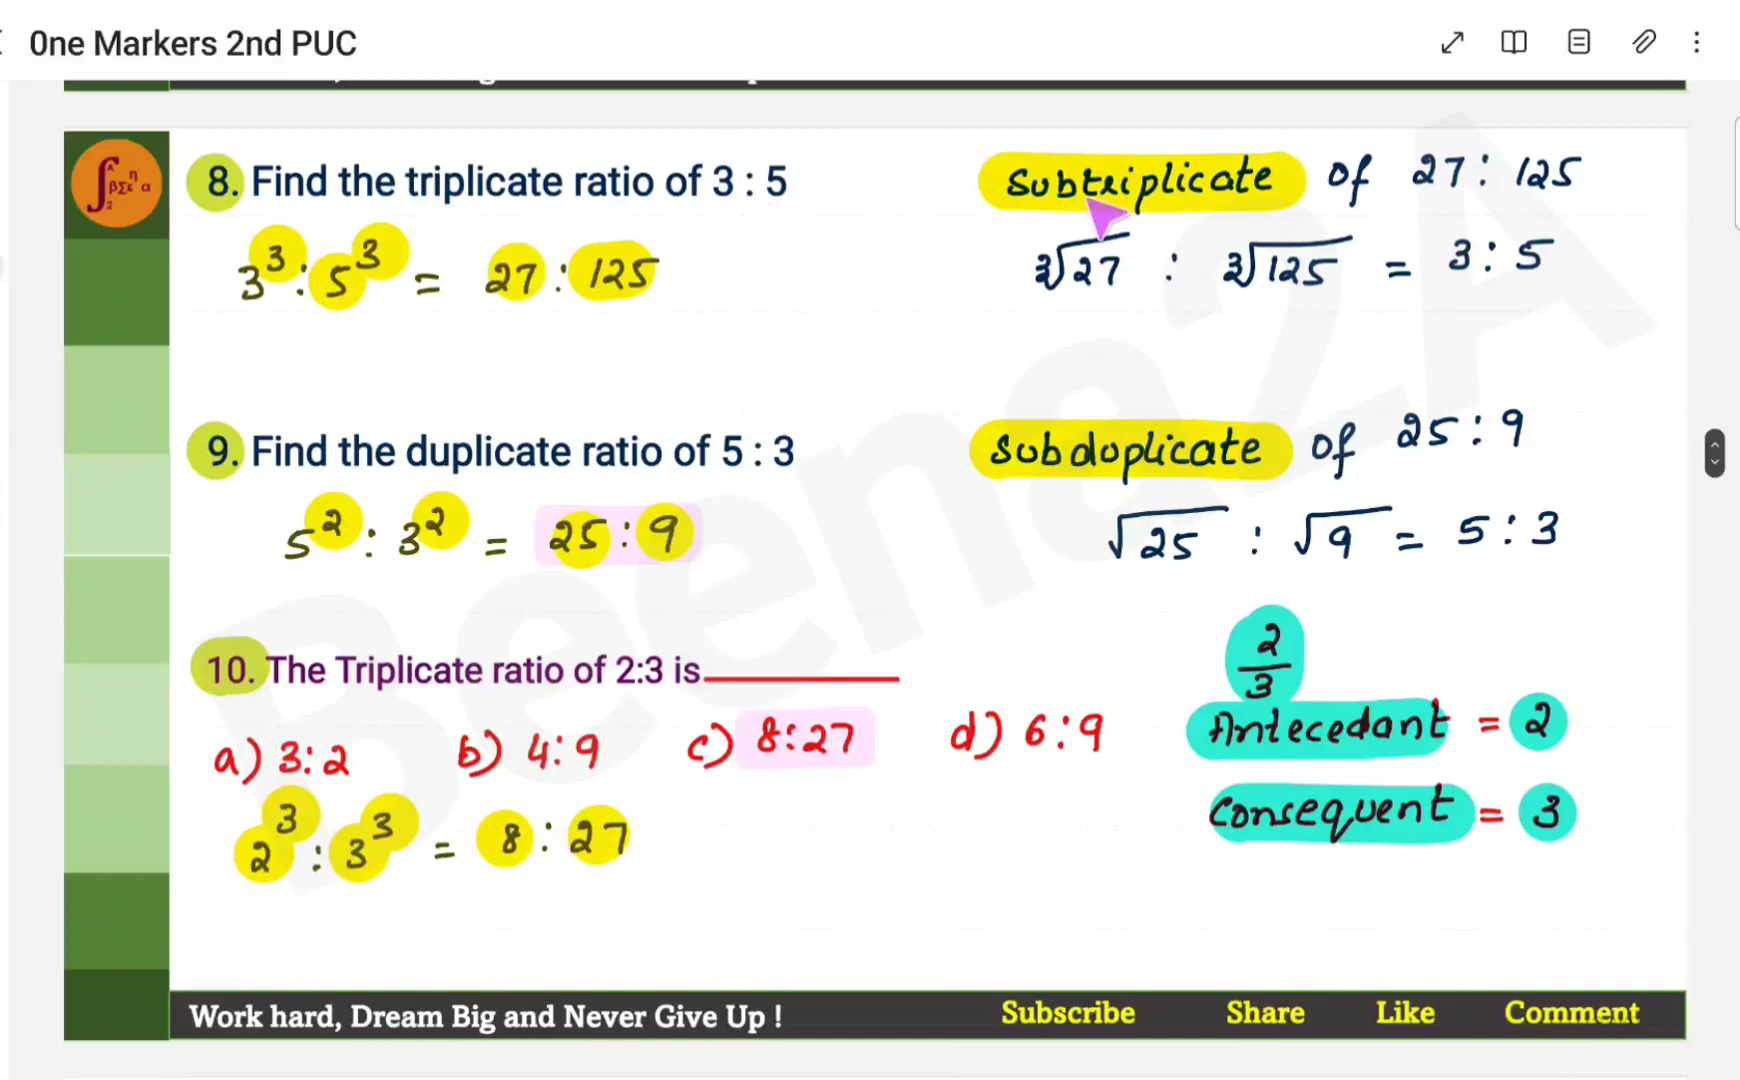 One Markers 2nd PUC
8. Find the triplicate ratio of 3 : 5
3³ : 5³ = 27 : 125
Subtriplicate of 27 : 125
∛27 : ∛125 = 3 : 5
9. Find the duplicate ratio of 5 : 3
5² : 3² = 25 : 9
Subduplicate of 25 : 9
√25 : √9 = 5 : 3
10. The Triplicate ratio of 2:3 is
a) 3:2 b) 4:9 c) 8:27 d) 6:9
2³ : 3³ = 8 : 27
2/3
Antecedant = 2
Consequent = 3
Beena2A
Work hard, Dream Big and Never Give Up !
Subscribe Share Like Comment